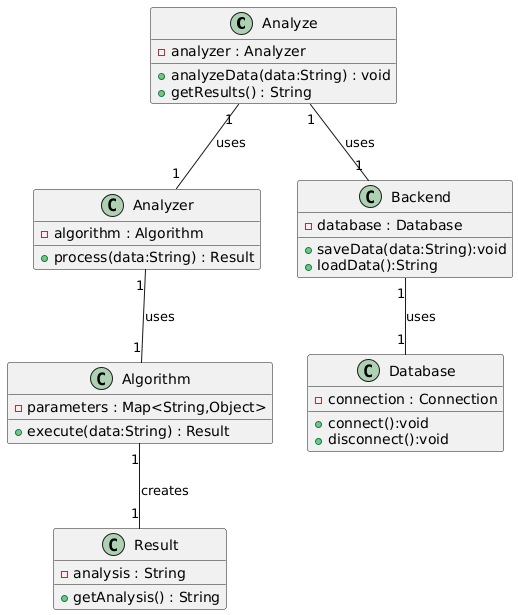 C Analyze
analyzer : Analyzer
analyzeData(data:String) : void
getResults() : String
1
1
uses
uses
1
1
C Analyzer
algorithm : Algorithm
process(data:String) : Result
C Backend
database : Database
saveData(data:String):void
loadData():String
1
1
uses
uses
1
1
C Algorithm
parameters : Map<String,Object>
execute(data:String) : Result
C Database
connection : Connection
connect():void
disconnect():void
1
creates
1
C Result
analysis : String
getAnalysis() : String